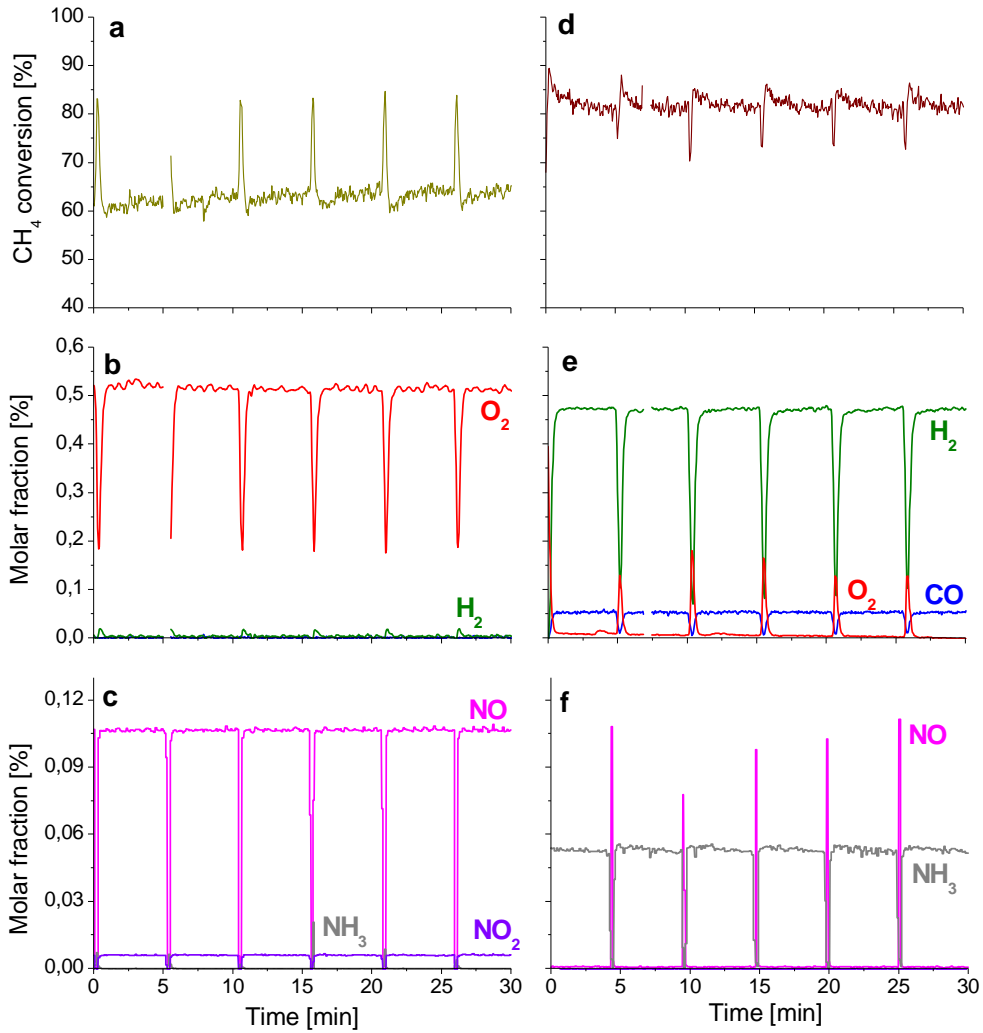 a
CH₄ conversion [%]
100
90
80
70
60
50
40
d
b
Molar fraction [%]
0,6
0,5
0,4
0,3
0,2
0,1
0,0
O₂
H₂
e
H₂
O₂
CO
c
Molar fraction [%]
0,12
0,09
0,06
0,03
0,00
NO
NH₃
NO₂
0 5 10 15 20 25 30
Time [min]
f
NO
NH₃
0 5 10 15 20 25 30
Time [min]